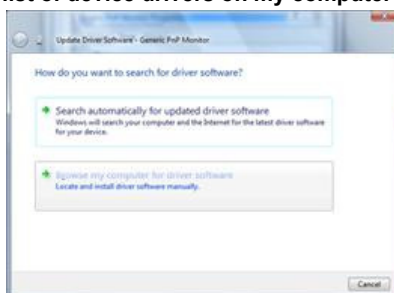 list of device drivers on my computer
Update Driver Software - Generic PnP Monitor
How do you want to search for driver software?
Search automatically for updated driver software
Windows will search your computer and the Internet for the latest driver software
for your device.
Browse my computer for driver software
Locate and install driver software manually.
Cancel